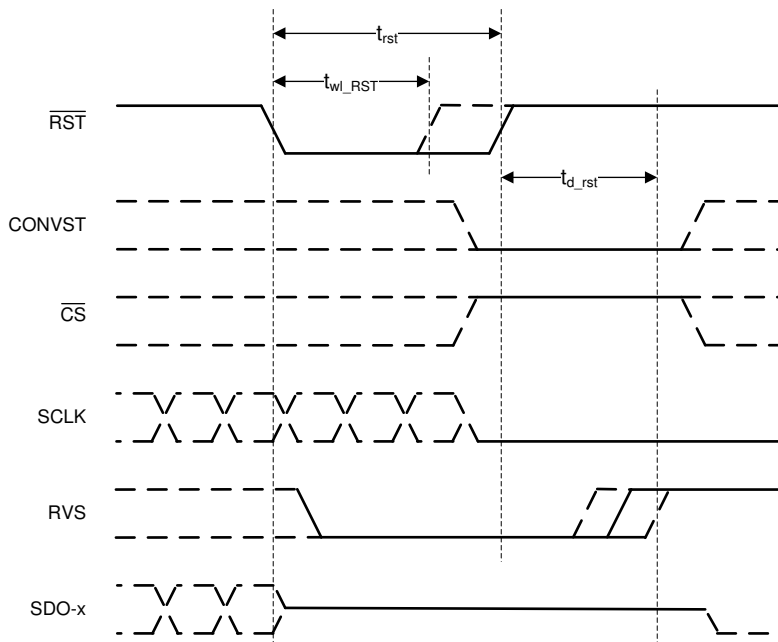 t_rst
t_wl_RST
RST
t_d_rst
CONVST
CS
SCLK
RVS
SDO-x